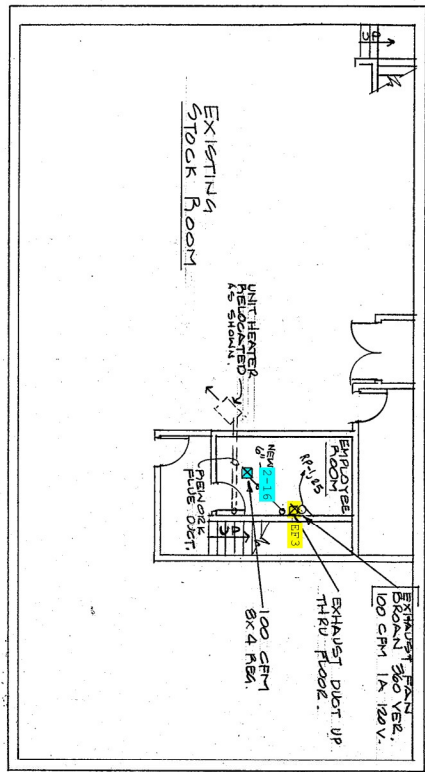 UP
EXISTING
STOCK ROOM
UNIT HEATER
RELOCATED
AS SHOWN.
EMPLOYEE
ROOM
RP-1,25
NEW
6"
2-16
EF3
REWORK
FLUE DUCT.
UP
EXHAUST FAN
BROAN 360 VER.
100 CFM 1A 120V.
EXHAUST DUCT UP
THRU FLOOR.
100 CFM
8X4 REG.